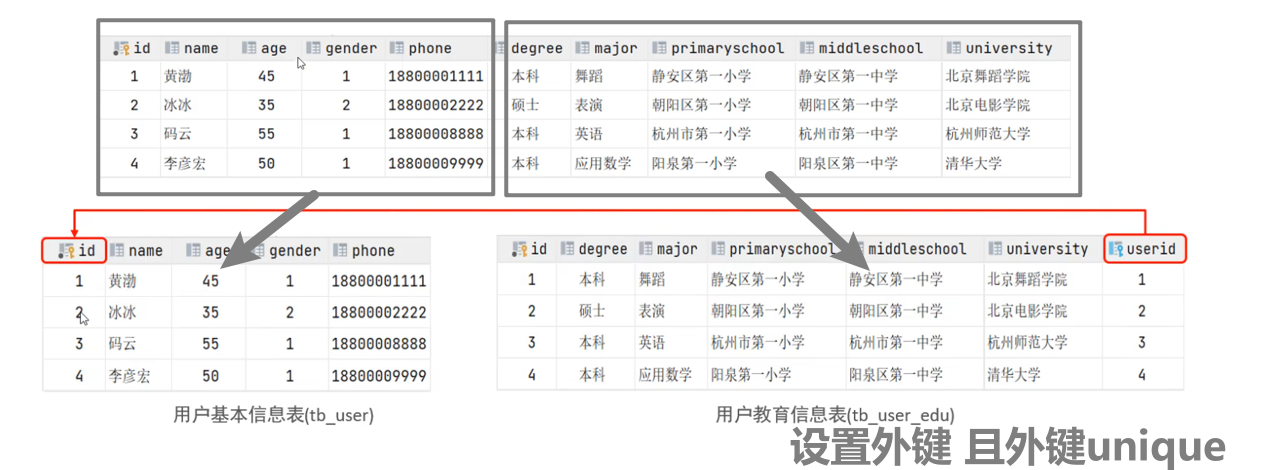 id name age gender phone degree major primaryschool middleschool university
1 黄渤 45 1 18800001111 本科 舞蹈 静安区第一小学 静安区第一中学 北京舞蹈学院
2 冰冰 35 2 18800002222 硕士 表演 朝阳区第一小学 朝阳区第一中学 北京电影学院
3 码云 55 1 18800008888 本科 英语 杭州市第一小学 杭州市第一中学 杭州师范大学
4 李彦宏 50 1 18800009999 本科 应用数学 阳泉第一小学 阳泉区第一中学 清华大学
id name age gender phone
1 黄渤 45 1 18800001111
2 冰冰 35 2 18800002222
3 码云 55 1 18800008888
4 李彦宏 50 1 18800009999
用户基本信息表(tb_user)
id degree major primaryschool middleschool university userid
1 本科 舞蹈 静安区第一小学 静安区第一中学 北京舞蹈学院 1
2 硕士 表演 朝阳区第一小学 朝阳区第一中学 北京电影学院 2
3 本科 英语 杭州市第一小学 杭州市第一中学 杭州师范大学 3
4 本科 应用数学 阳泉第一小学 阳泉区第一中学 清华大学 4
用户教育信息表(tb_user_edu)
设置外键 且外键unique